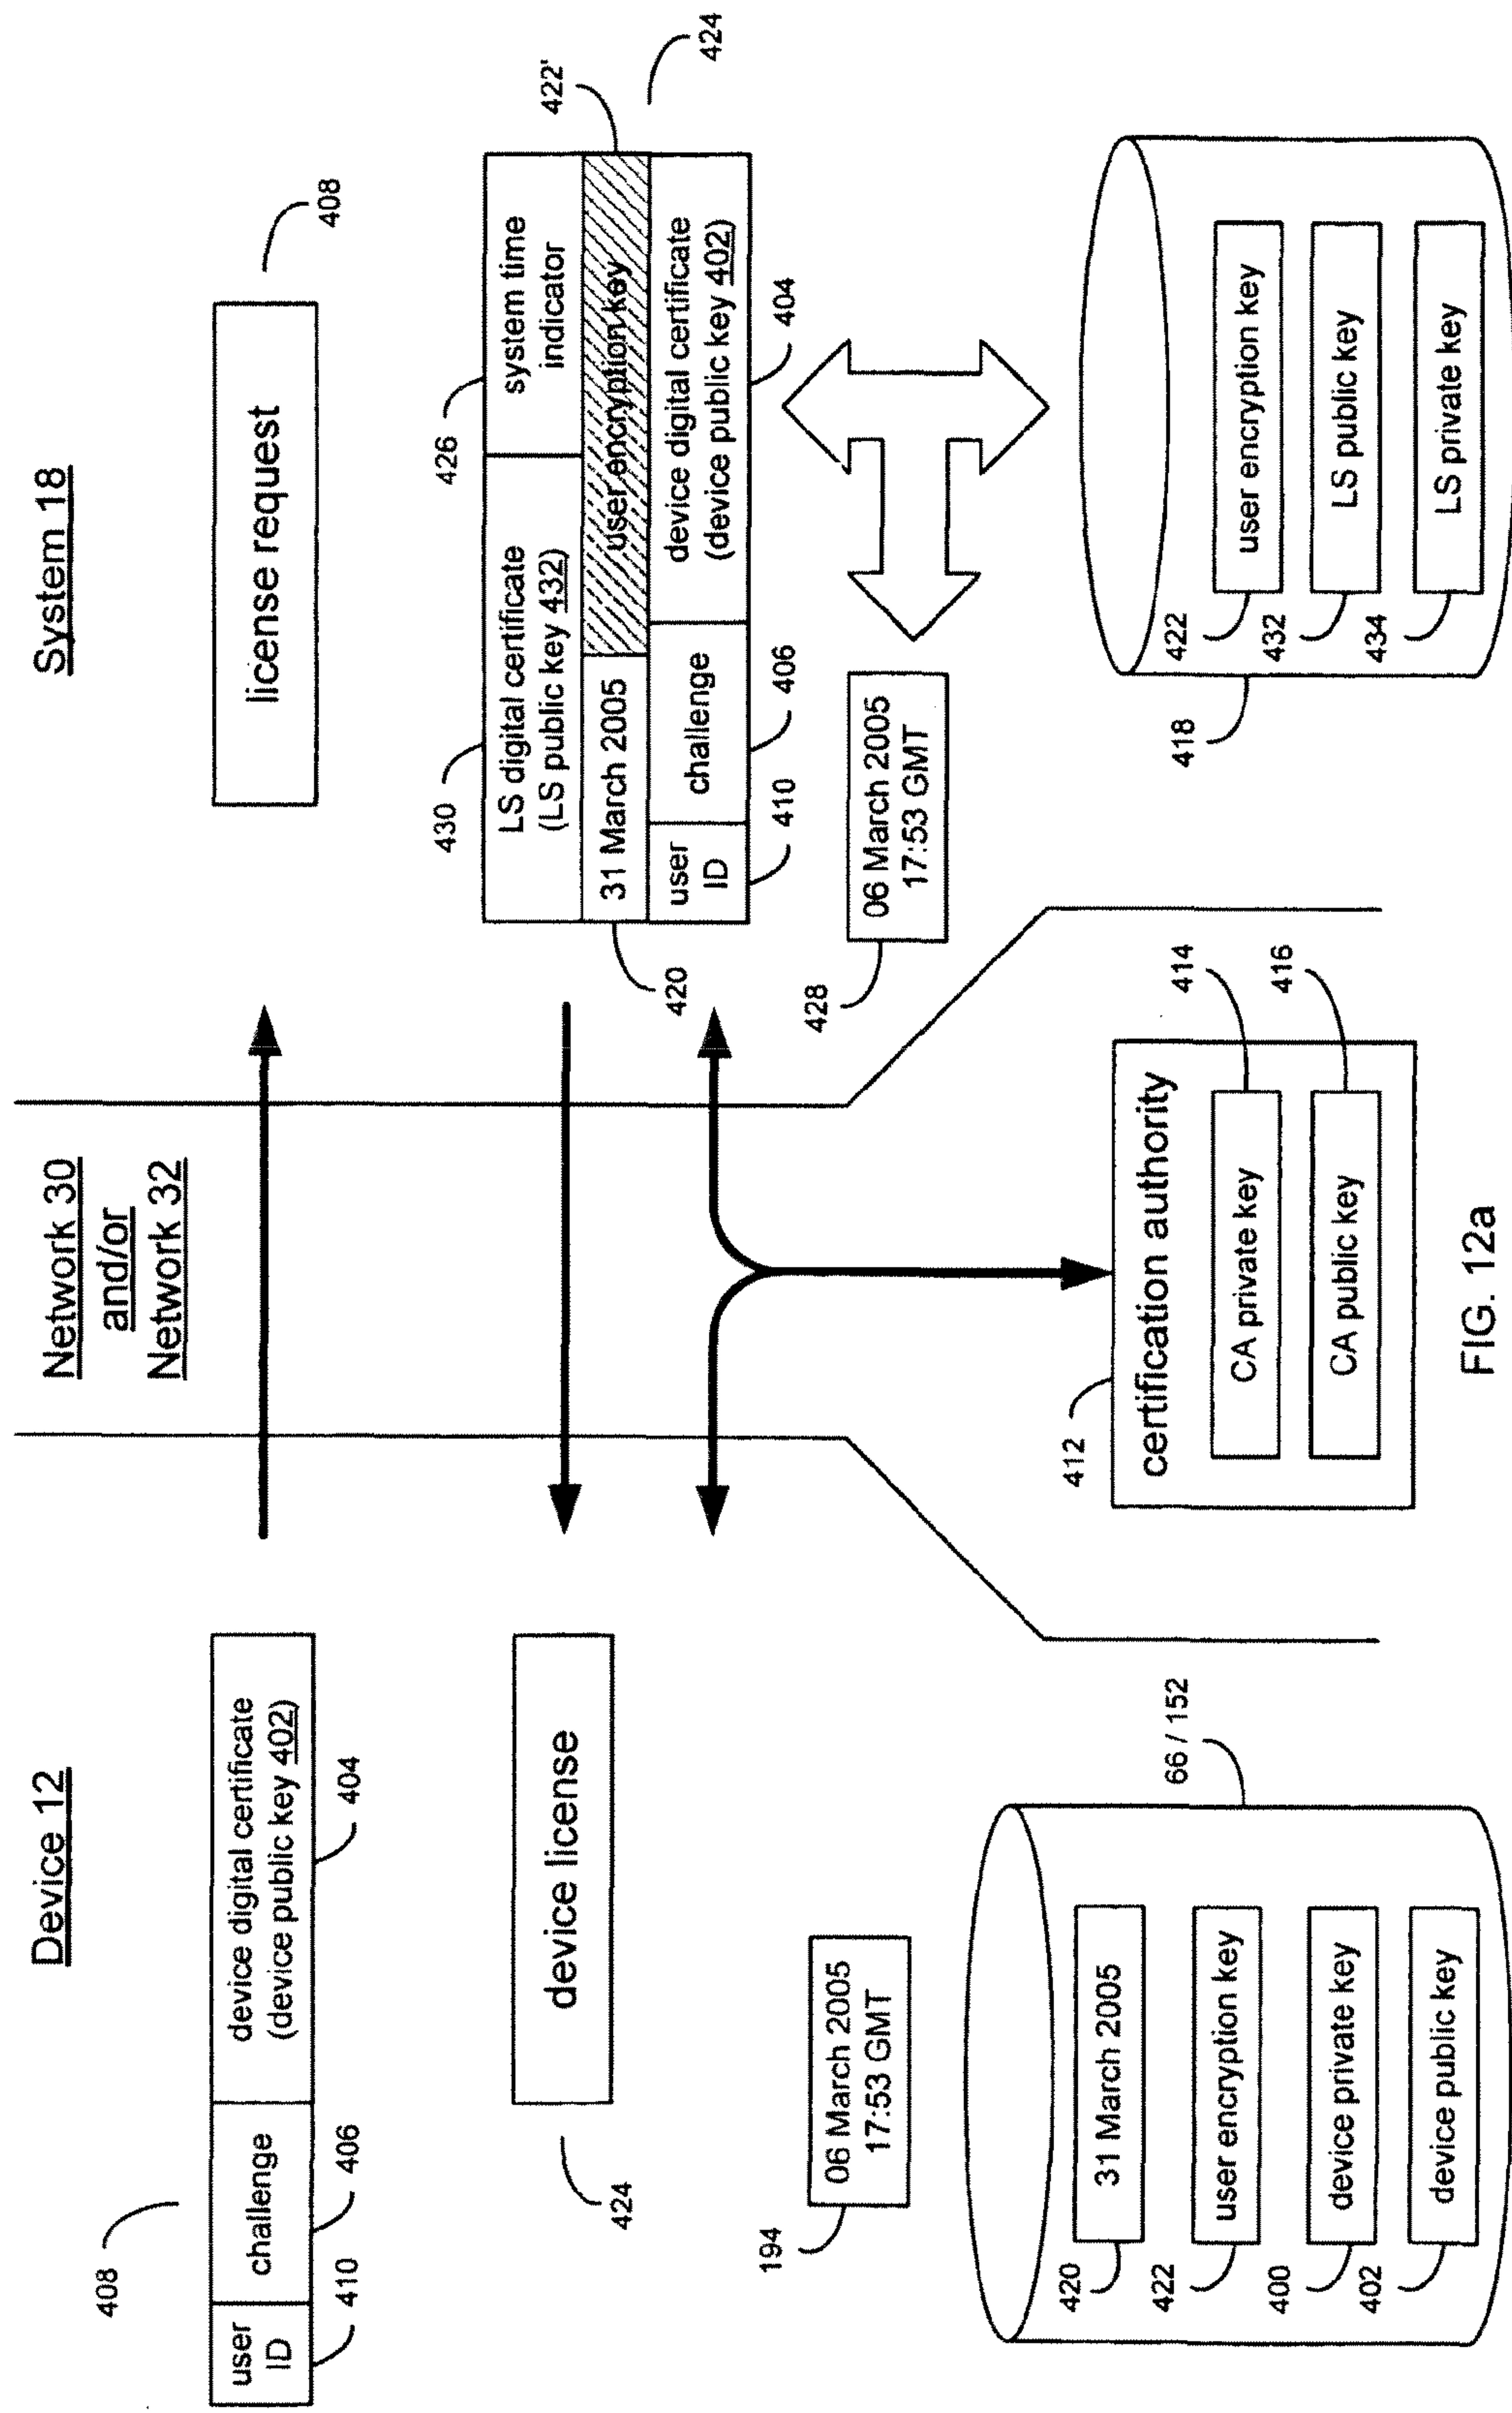 Device 12
Network 30
and/or
Network 32
System 18
408
user
ID
challenge
device digital certificate
(device public key 402)
410
406
404
license request
408
device license
424
430
426
LS digital certificate
(LS public key 432)
system time
indicator
422'
31 March 2005
user encryption key
user
ID
challenge
device digital certificate
(device public key 402)
424
420
410
406
404
194
06 March 2005
17:53 GMT
428
06 March 2005
17:53 GMT
66 / 152
420
31 March 2005
422
user encryption key
400
device private key
402
device public key
412
certification authority
CA private key
414
CA public key
416
418
422
user encryption key
432
LS public key
434
LS private key
FIG. 12a